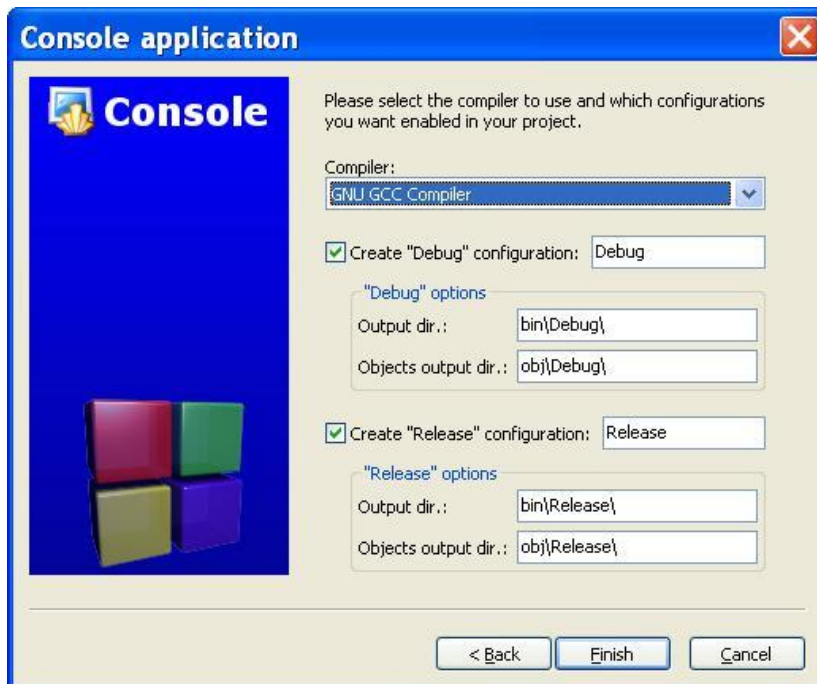 Console application
Console
Please select the compiler to use and which configurations
you want enabled in your project.
Compiler:
GNU GCC Compiler
Create "Debug" configuration: Debug
"Debug" options
Output dir.: bin\Debug\
Objects output dir.: obj\Debug\
Create "Release" configuration: Release
"Release" options
Output dir.: bin\Release\
Objects output dir.: obj\Release\
< Back Finish Cancel